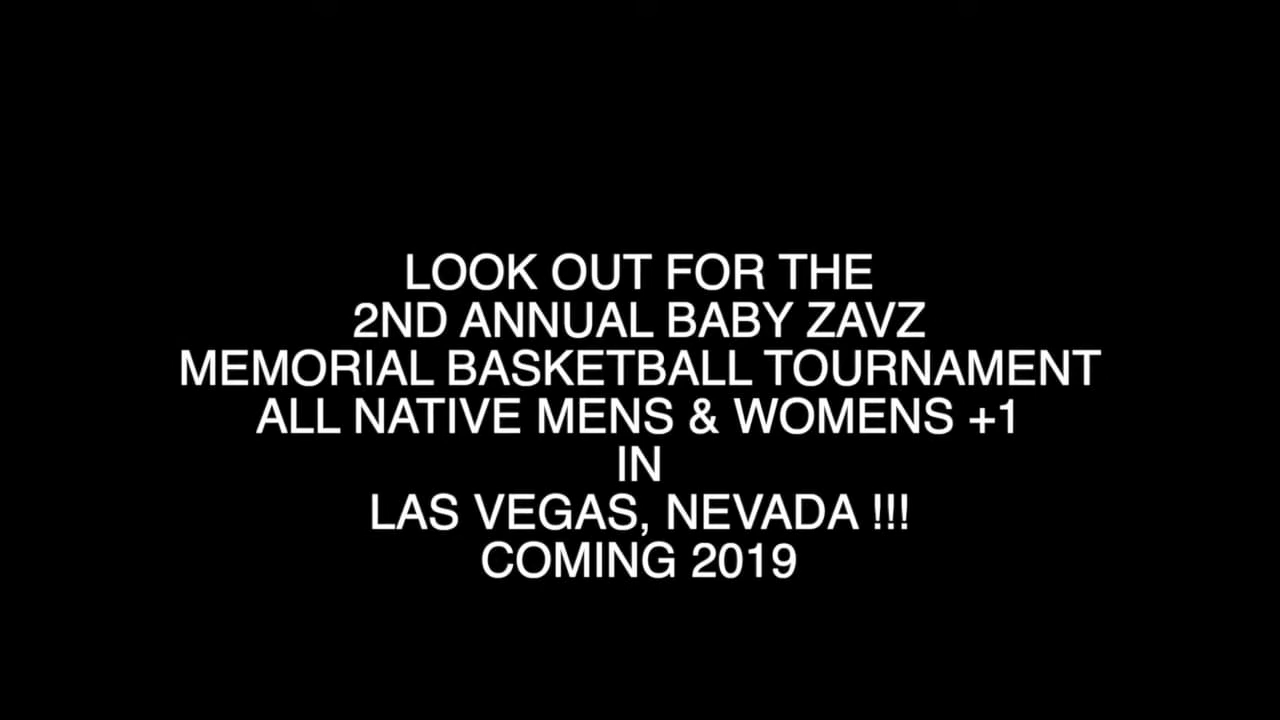 LOOK OUT FOR THE
2ND ANNUAL BABY ZAVZ
MEMORIAL BASKETBALL TOURNAMENT
ALL NATIVE MENS & WOMENS +1
IN
LAS VEGAS, NEVADA !!!
COMING 2019